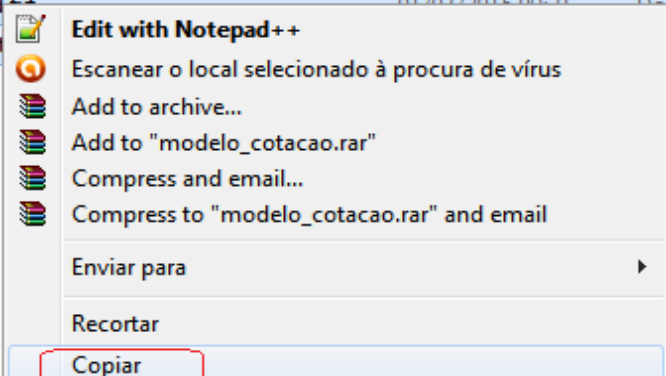 Edit with Notepad++
Escanear o local selecionado à procura de vírus
Add to archive...
Add to "modelo_cotacao.rar"
Compress and email...
Compress to "modelo_cotacao.rar" and email
Enviar para
Recortar
Copiar